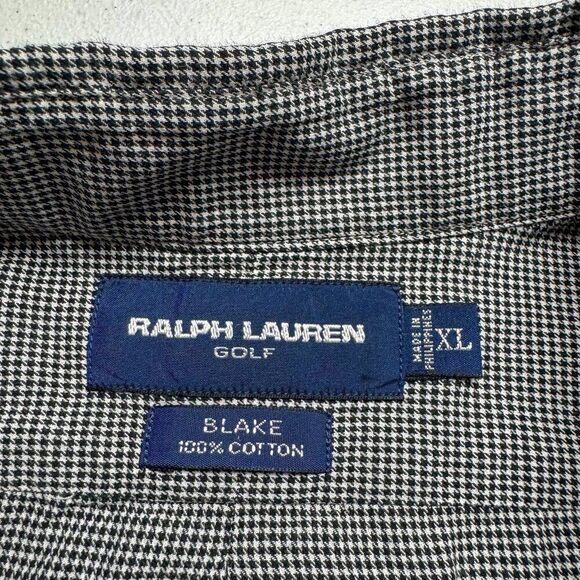 RALPH LAUREN
GOLF
MADE IN
PHILIPPINES
XL
BLAKE
100% COTTON